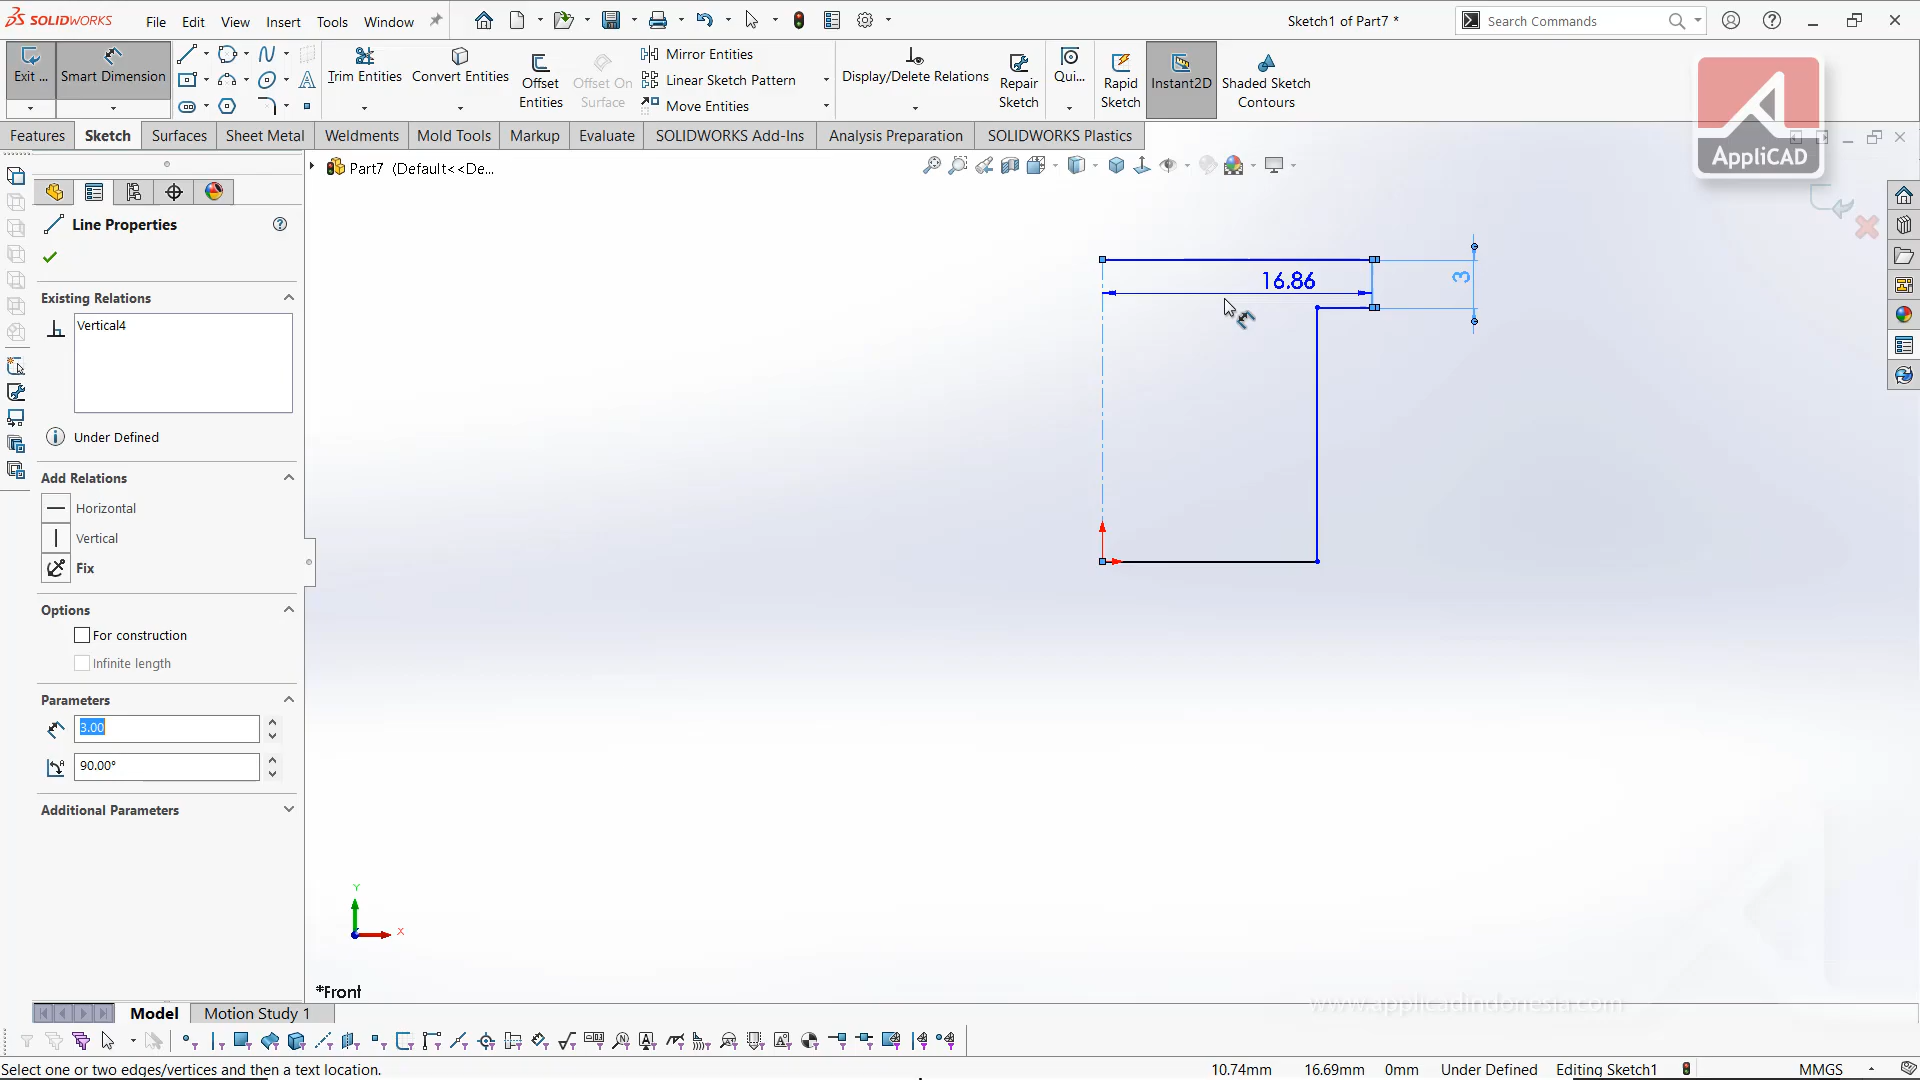 SOLIDWORKS
File
Edit
View
Insert
Tools
Window
Sketch1 of Part7 *
Search Commands
Exit ...
Smart Dimension
Trim Entities
Convert Entities
Offset Entities
Offset On Surface
Mirror Entities
Linear Sketch Pattern
Move Entities
Display/Delete Relations
Repair Sketch
Qui...
Rapid Sketch
Instant2D
Shaded Sketch Contours
AppliCAD
Features
Sketch
Surfaces
Sheet Metal
Weldments
Mold Tools
Markup
Evaluate
SOLIDWORKS Add-Ins
Analysis Preparation
SOLIDWORKS Plastics
Part7 (Default<<De...
Line Properties
Existing Relations
Vertical4
Under Defined
Add Relations
Horizontal
Vertical
Fix
Options
For construction
Infinite length
Parameters
3.00
90.00°
Additional Parameters
16.86
3
Y
X
*Front
www.applicadindonesia.com
Model
Motion Study 1
Select one or two edges/vertices and then a text location.
10.74mm
16.69mm
0mm
Under Defined
Editing Sketch1
MMGS